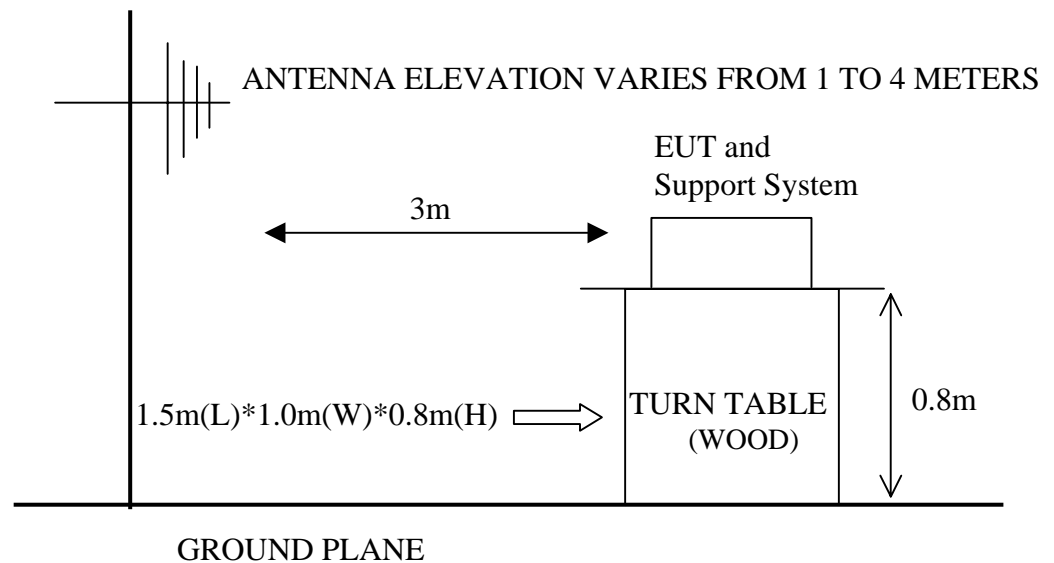 ANTENNA ELEVATION VARIES FROM 1 TO 4 METERS
EUT and
Support System
3m
1.5m(L)*1.0m(W)*0.8m(H)
TURN TABLE
(WOOD)
0.8m
GROUND PLANE